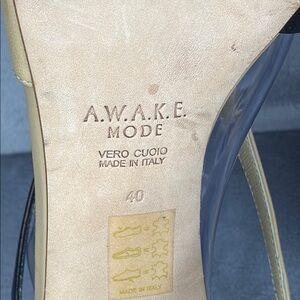 A.W.A.K.E.
MODE
VERO CUOIO
MADE IN ITALY
40
MADE IN ITALY